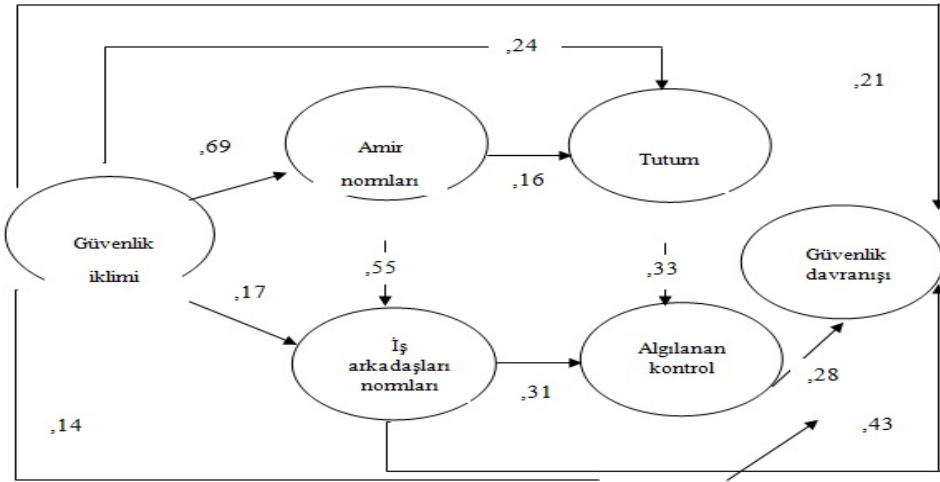 ,24
,21
,69
Amir
normları
,16
Tutum
Güvenlik
iklimi
,55
,33
Güvenlik
davranışı
,17
İş
arkadaşları
normları
,31
Algılanan
kontrol
,28
,14
,43